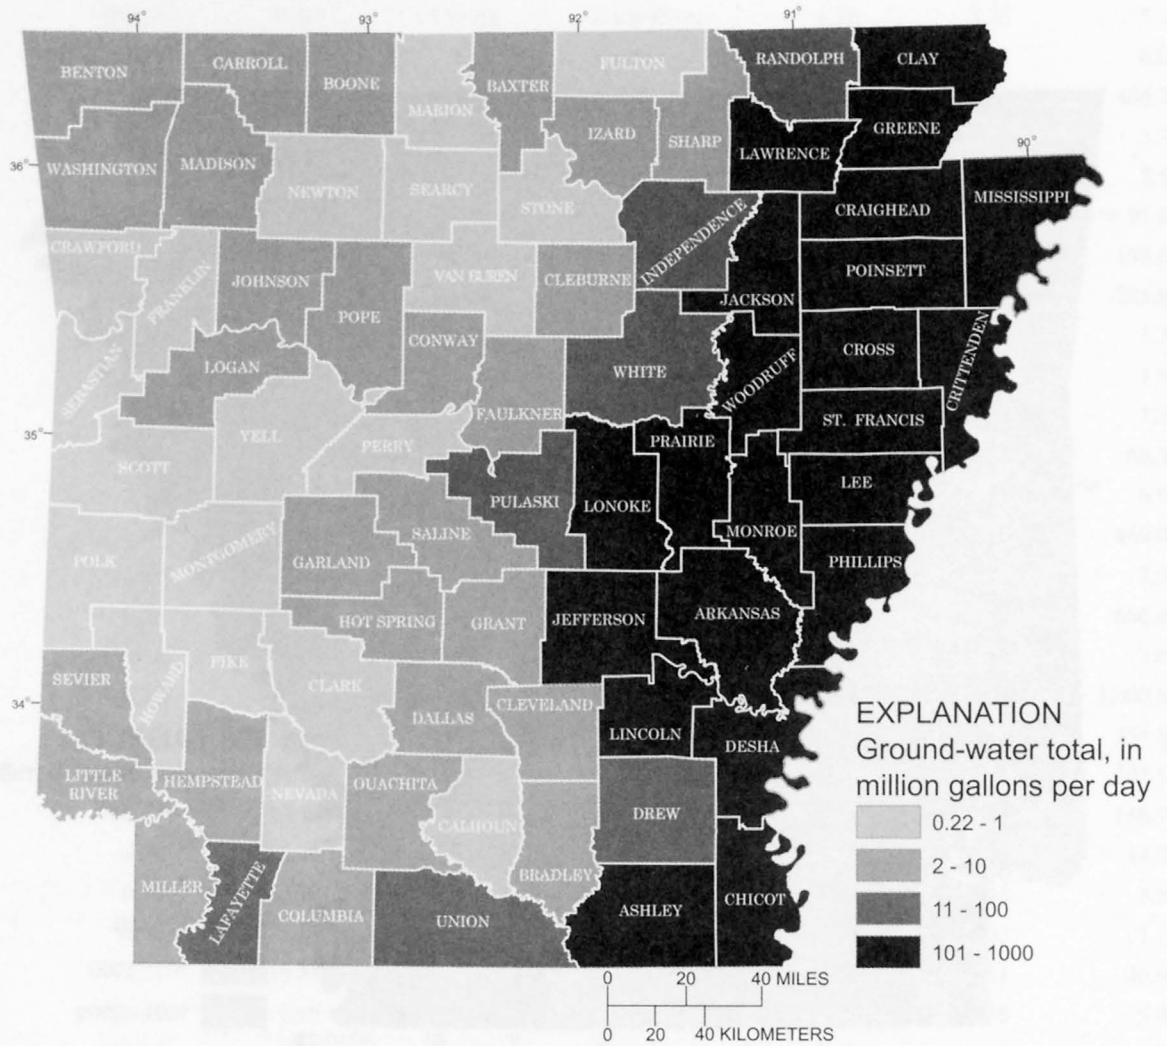 94°
93°
92°
91°
BENTON
CARROLL
BOONE
MARION
BAXTER
FULTON
RANDOLPH
CLAY
IZARD
SHARP
GREENE
LAWRENCE
90°
36°
WASHINGTON
MADISON
NEWTON
SEARCY
STONE
INDEPENDENCE
CRAIGHEAD
MISSISSIPPI
CRAWFORD
FRANKLIN
JOHNSON
POPE
VAN BUREN
CLEBURNE
JACKSON
POINSETT
SEBASTIAN
LOGAN
CONWAY
FAULKNER
WHITE
WOODRUFF
CROSS
CRITTENDEN
35°
SCOTT
YELL
PERRY
PRAIRIE
ST. FRANCIS
PULASKI
LONOKE
LEE
POLK
MONTGOMERY
GARLAND
SALINE
MONROE
PHILLIPS
HOT SPRING
GRANT
JEFFERSON
ARKANSAS
34°
SEVIER
HOWARD
PIKE
CLARK
DALLAS
CLEVELAND
LINCOLN
DESHA
LITTLE
RIVER
HEMPSTEAD
NEVADA
OUACHITA
CALHOUN
DREW
MILLER
LAFAYETTE
COLUMBIA
UNION
BRADLEY
ASHLEY
CHICOT
EXPLANATION
Ground-water total, in
million gallons per day
0.22 - 1
2 - 10
11 - 100
101 - 1000
0 20 40 MILES
0 20 40 KILOMETERS